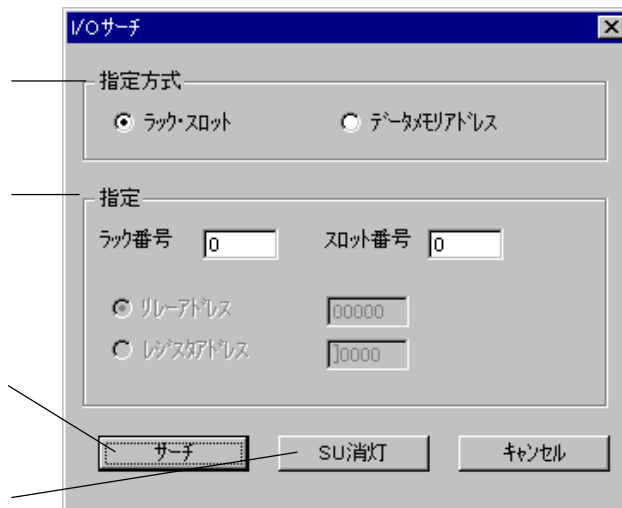 I/Oサーチ
指定方式
ﾗｯｸ・ｽﾛｯﾄ ﾃﾞｰﾀﾒﾓﾘｱﾄﾞﾚｽ
指定
ﾗｯｸ番号 0 ｽﾛｯﾄ番号 0
ﾘﾚｰｱﾄﾞﾚｽ 00000
ﾚｼﾞｽﾀｱﾄﾞﾚｽ ]0000
ｻｰﾁ SU消灯 ｷｬﾝｾﾙ